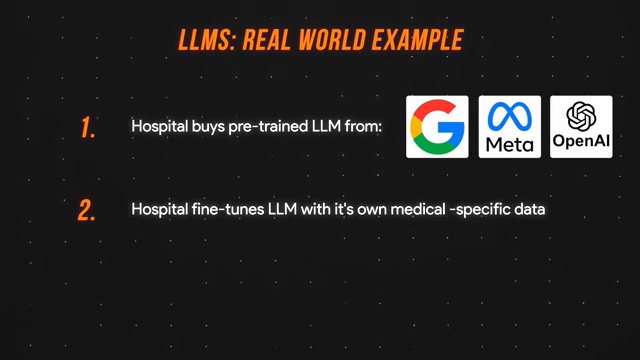 LLMS: REAL WORLD EXAMPLE
1. Hospital buys pre-trained LLM from:
Meta
OpenAI
2. Hospital fine-tunes LLM with it's own medical -specific data